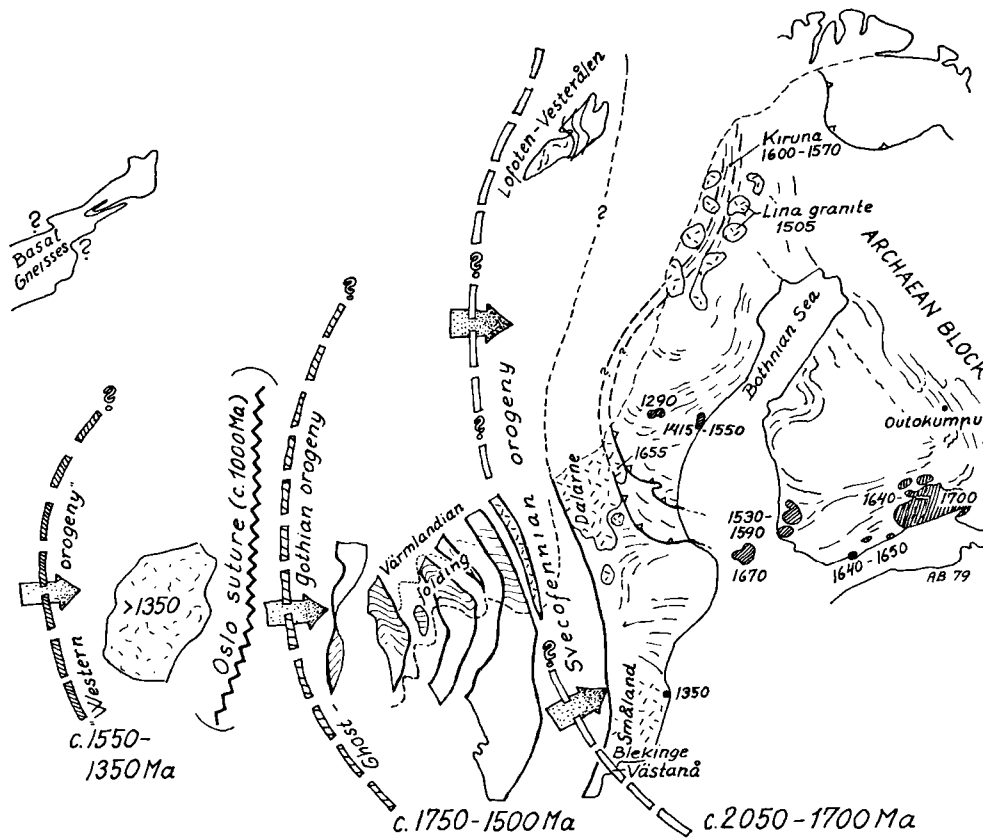 Lofoten-Vesterålen
Kiruna
1600-1570
Lina granite
1505
ARCHAEAN BLOCK
Bothnian Sea
?
?
Basal
Gneisses
?
?
?
?
?
?
?
?
?
Outokumpu
1290
1415-1550
1655
Dalarne
1640-
1700
1530-
1590
1670
1640-1650
AB 79
"Western orogeny"
>1350
Oslo suture (c.1000Ma)
Gothian orogeny
Värmlandian
folding
Svecofennian orogeny
Ghost
Småland
1350
Blekinge
Västanå
c.1550-
1350 Ma
c.1750-1500 Ma
c.2050-1700 Ma